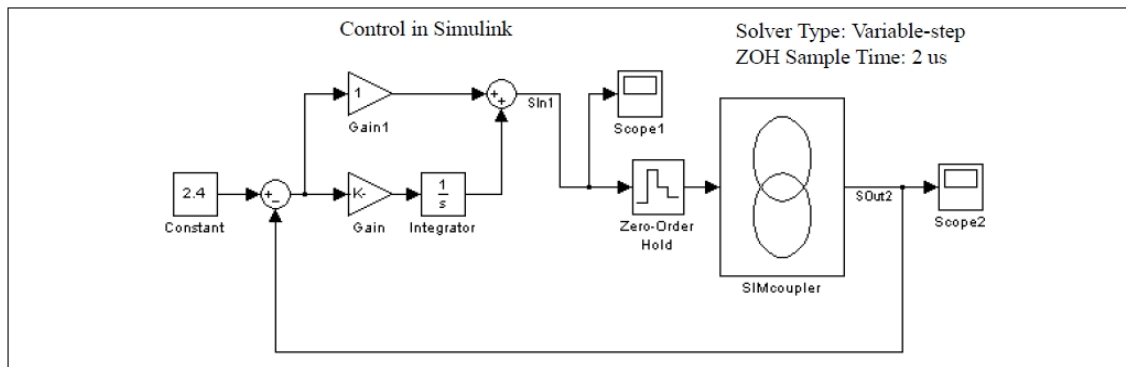 Control in Simulink
Solver Type: Variable-step
ZOH Sample Time: 2 us
1
Gain1
SIn1
Scope1
2.4
Constant
K-
Gain
1
s
Integrator
Zero-Order
Hold
SIMcoupler
SOut2
Scope2